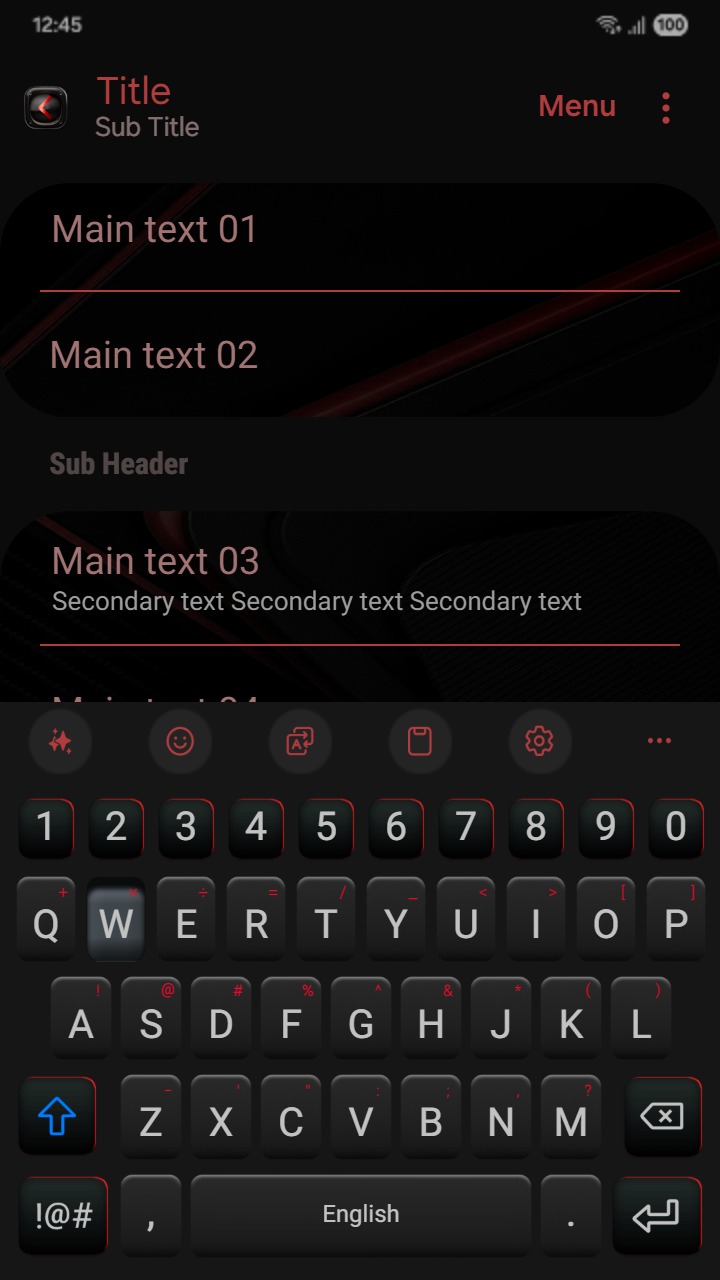 12:45
100
Title
Sub Title
Menu
Main text 01
Main text 02
Sub Header
Main text 03
Secondary text Secondary text Secondary text
1 2 3 4 5 6 7 8 9 0
+ × ÷ = / _ < > [ ]
Q W E R T Y U I O P
! @ # % ^ & * ( )
A S D F G H J K L
- ' " : ; , ?
Z X C V B N M
!@# , English .